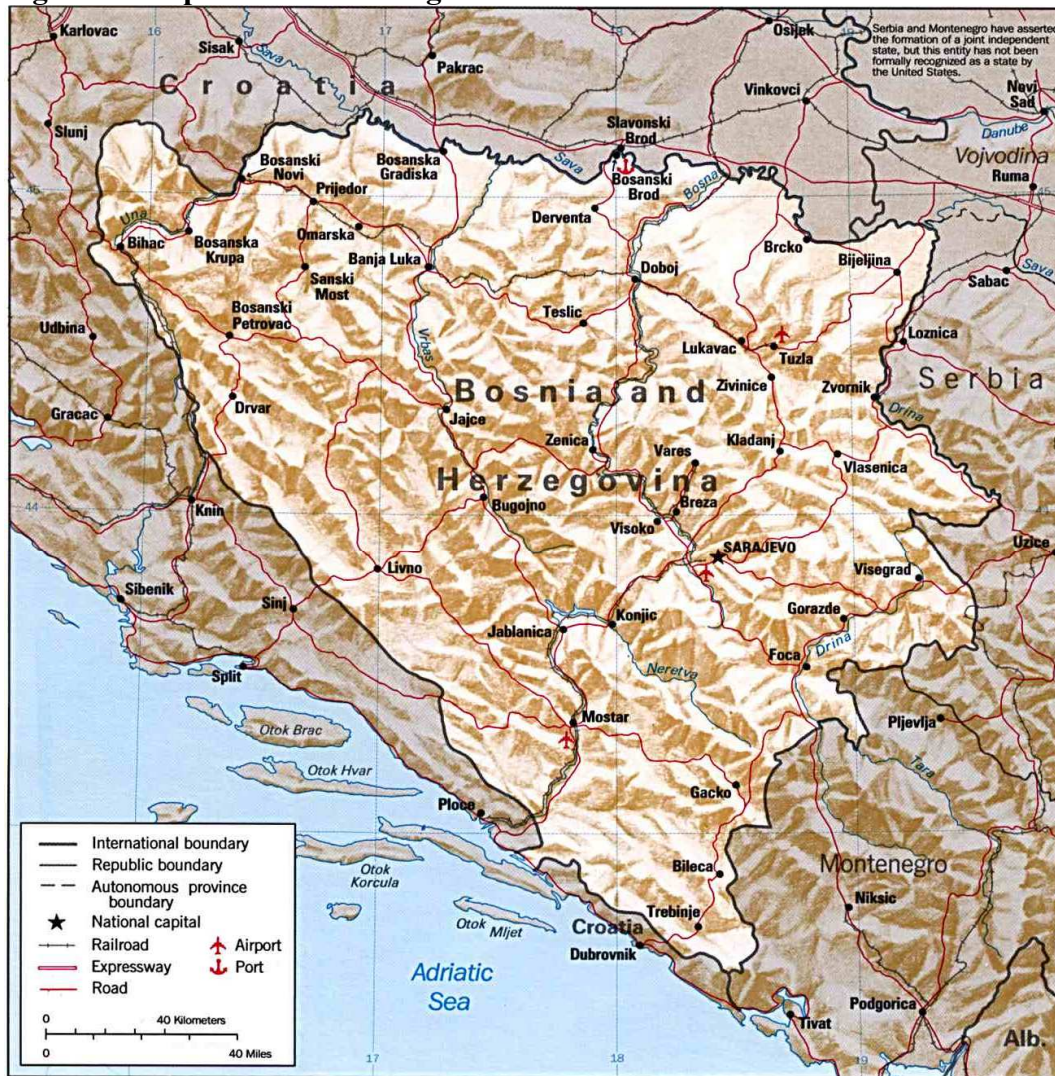 Karlovac
Sisak
Sava
Croatia
Pakrac
Osijek
Serbia and Montenegro have asserted
the formation of a joint independent
state, but this entity has not been
formally recognized as a state by
the United States.
Vinkovci
Novi
Sad
Danube
Vojvodina
Ruma
Slunj
Slavonski
Brod
Bosanski
Novi
Bosanska
Gradiska
Sava
Bosanski
Brod
Bosna
Prijedor
Una
Bihac
Bosanska
Krupa
Omarska
Derventa
Brcko
Bijeljina
Sava
Sabac
Banja Luka
Sanski
Most
Doboj
Bosanski
Petrovac
Teslic
Udbina
Vrbas
Lukavac
Tuzla
Loznica
Serbia
Bosnia and
Herzegovina
Zivinice
Zvornik
Drina
Drvar
Gracac
Jajce
Zenica
Vares
Kladanj
Vlasenica
Knin
Bugojno
Breza
Visoko
SARAJEVO
Uzice
Livno
Visegrad
Sibenik
Sinj
Konjic
Gorazde
Jablanica
Drina
Foca
Neretva
Split
Mostar
Pljevlja
Otok Brac
Tara
Otok Hvar
Gacko
Ploce
Otok
Korcula
Bileca
Montenegro
Niksic
Trebinje
Otok
Mljet
Croatia
Dubrovnik
Adriatic
Sea
Podgorica
Tivat
Alb.
16
18
19
45
45
44
44
17
18
19
International boundary
Republic boundary
Autonomous province
boundary
National capital
Railroad
Airport
Expressway
Port
Road
0 40 Kilometers
0 40 Miles